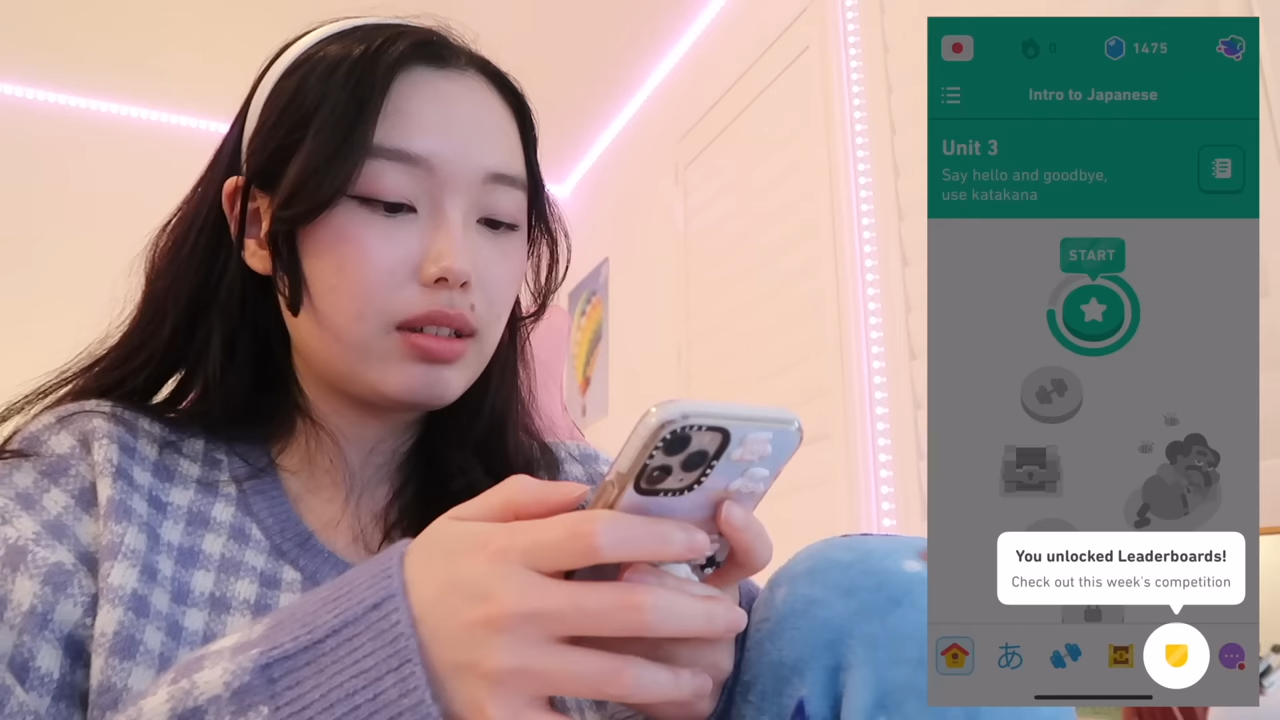 0
1475
Intro to Japanese
Unit 3
Say hello and goodbye,
use katakana
START
You unlocked Leaderboards!
Check out this week's competition
あ